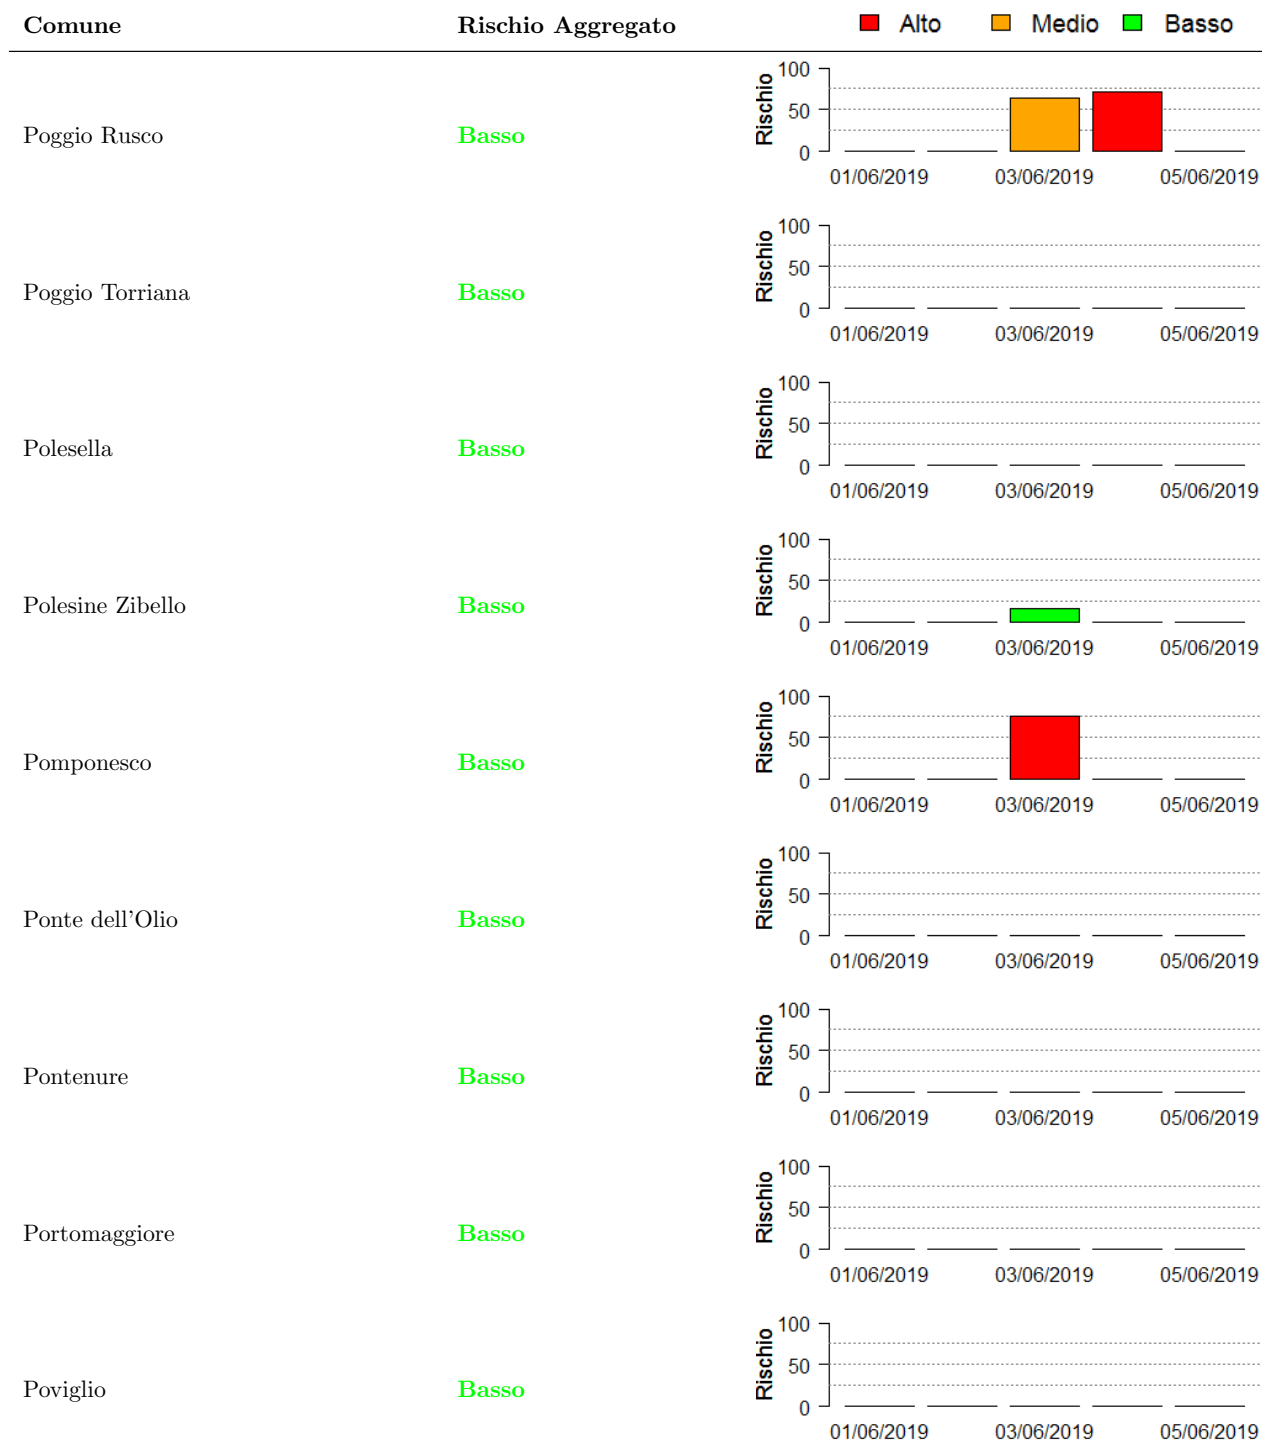 Comune Rischio Aggregato Alto Medio Basso
Poggio Rusco Basso Rischio 100 50 0
01/06/2019 03/06/2019 05/06/2019
Poggio Torriana Basso Rischio 100 50 0
01/06/2019 03/06/2019 05/06/2019
Polesella Basso Rischio 100 50 0
01/06/2019 03/06/2019 05/06/2019
Polesine Zibello Basso Rischio 100 50 0
01/06/2019 03/06/2019 05/06/2019
Pomponesco Basso Rischio 100 50 0
01/06/2019 03/06/2019 05/06/2019
Ponte dell'Olio Basso Rischio 100 50 0
01/06/2019 03/06/2019 05/06/2019
Pontenure Basso Rischio 100 50 0
01/06/2019 03/06/2019 05/06/2019
Portomaggiore Basso Rischio 100 50 0
01/06/2019 03/06/2019 05/06/2019
Poviglio Basso Rischio 100 50 0
01/06/2019 03/06/2019 05/06/2019